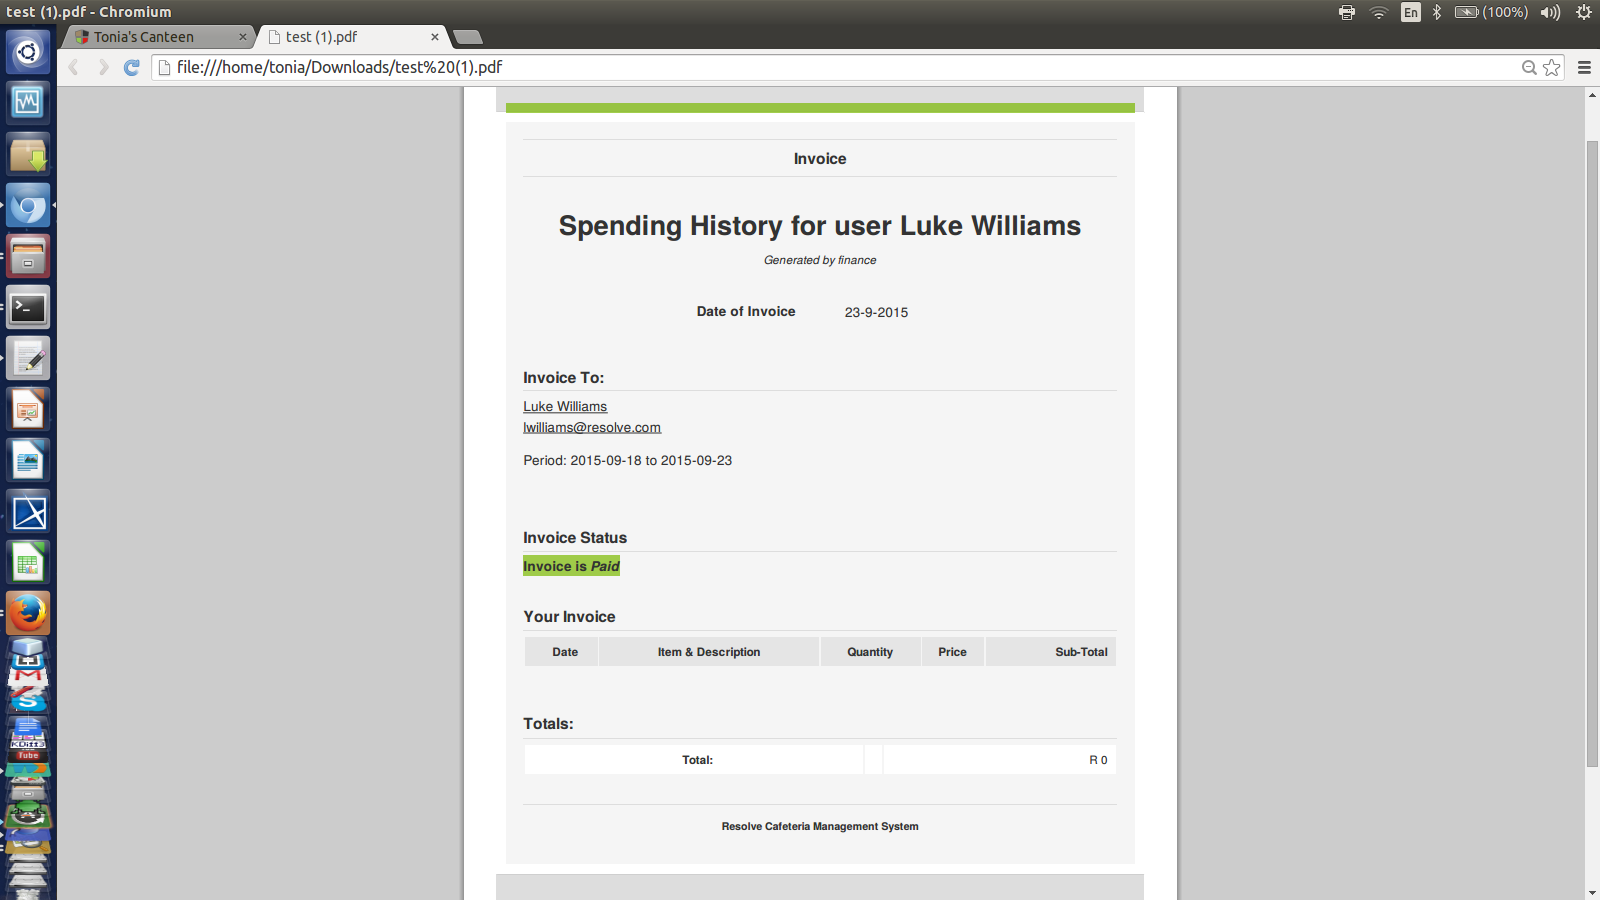 test (1).pdf - Chromium
En
(100%)
Tonia's Canteen
test (1).pdf
file:///home/tonia/Downloads/test%20(1).pdf
Invoice
Spending History for user Luke Williams
Generated by finance
Date of Invoice 23-9-2015
Invoice To:
Luke Williams
lwilliams@resolve.com
Period: 2015-09-18 to 2015-09-23
Invoice Status
Invoice is Paid
Your Invoice
Date Item & Description Quantity Price Sub-Total
Totals:
Total: R 0
Resolve Cafeteria Management System
Tube